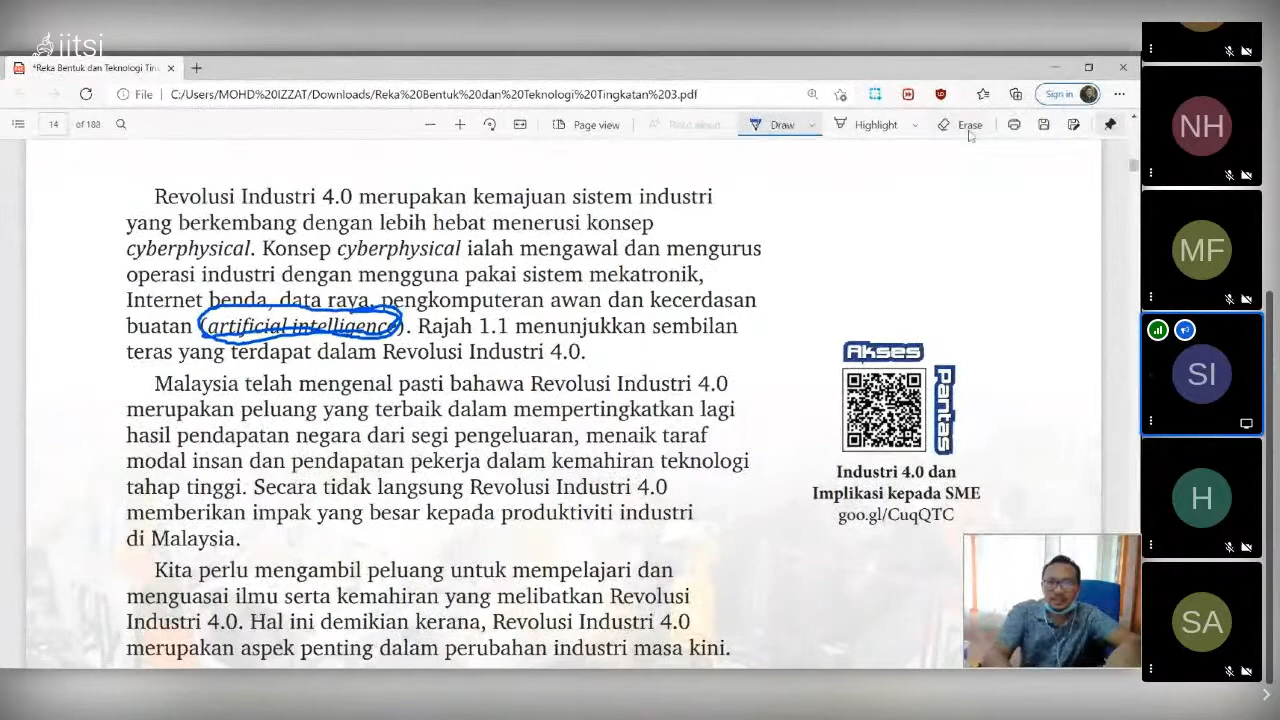 jitsi
*Reka Bentuk dan Teknologi Tin
File C:/Users/MOHD%20IZZAT/Downloads/Reka%20Bentuk%20dan%20Teknologi%20Tingkatan%203.pdf Sign in
14 of 188 Page view Read aloud Draw Highlight Erase
Revolusi Industri 4.0 merupakan kemajuan sistem industri
yang berkembang dengan lebih hebat menerusi konsep
cyberphysical. Konsep cyberphysical ialah mengawal dan mengurus
operasi industri dengan mengguna pakai sistem mekatronik,
Internet benda, data raya, pengkomputeran awan dan kecerdasan
buatan (artificial intelligence). Rajah 1.1 menunjukkan sembilan
teras yang terdapat dalam Revolusi Industri 4.0.
Malaysia telah mengenal pasti bahawa Revolusi Industri 4.0
merupakan peluang yang terbaik dalam mempertingkatkan lagi
hasil pendapatan negara dari segi pengeluaran, menaik taraf
modal insan dan pendapatan pekerja dalam kemahiran teknologi
tahap tinggi. Secara tidak langsung Revolusi Industri 4.0
memberikan impak yang besar kepada produktiviti industri
di Malaysia.
Kita perlu mengambil peluang untuk mempelajari dan
menguasai ilmu serta kemahiran yang melibatkan Revolusi
Industri 4.0. Hal ini demikian kerana, Revolusi Industri 4.0
merupakan aspek penting dalam perubahan industri masa kini.
Akses
Pantas
Industri 4.0 dan
Implikasi kepada SME
goo.gl/CuqQTC
NH
MF
SI
H
SA